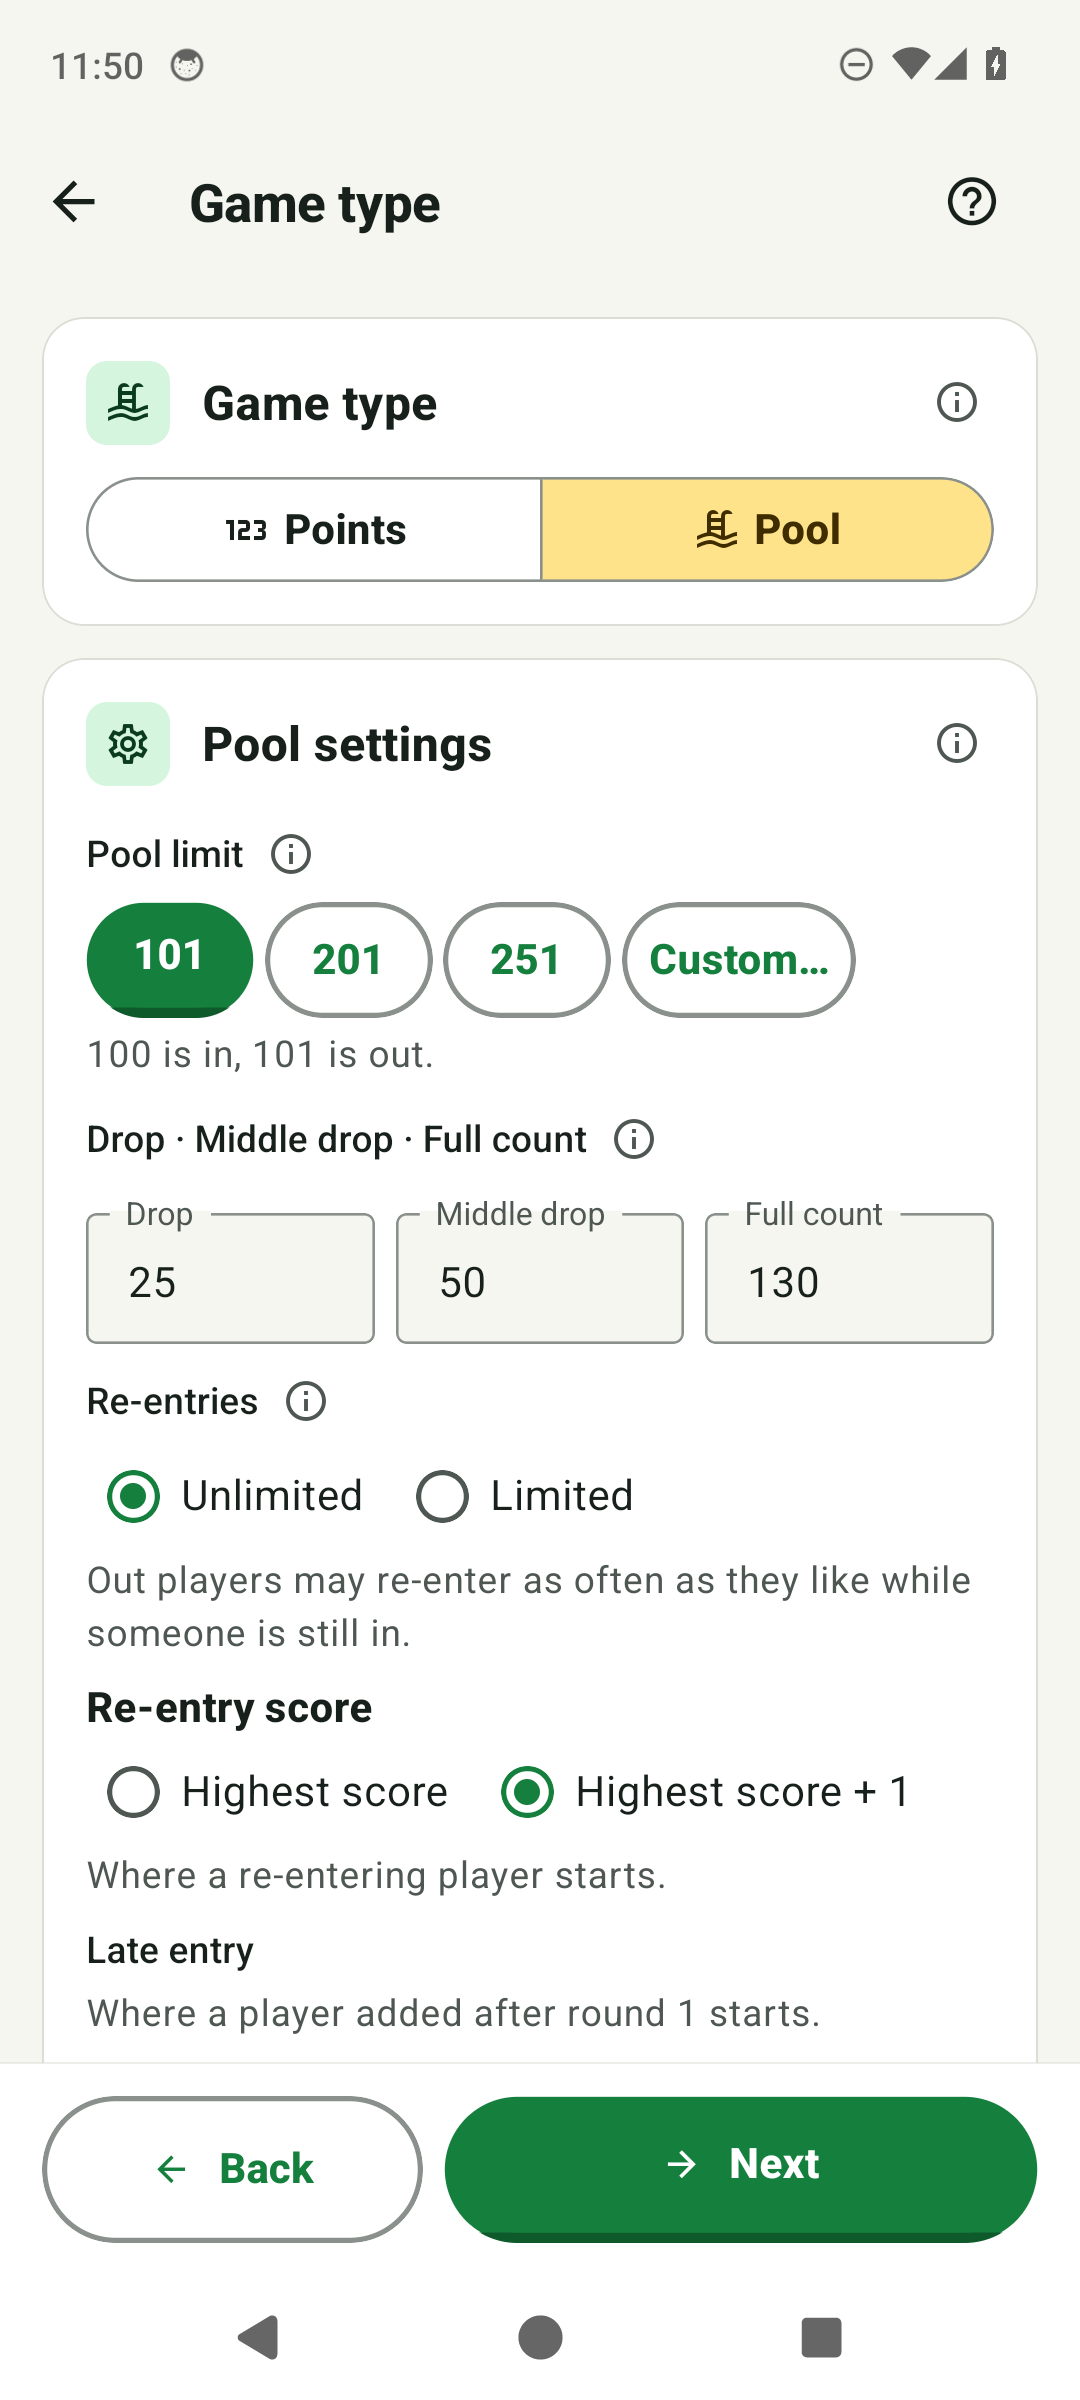 11:50
Game type
Game type
123 Points
Pool
Pool settings
Pool limit
101
201
251
Custom...
100 is in, 101 is out.
Drop · Middle drop · Full count
Drop
Middle drop
Full count
25
50
130
Re-entries
Unlimited
Limited
Out players may re-enter as often as they like while
someone is still in.
Re-entry score
Highest score
Highest score + 1
Where a re-entering player starts.
Late entry
Where a player added after round 1 starts.
Back
Next